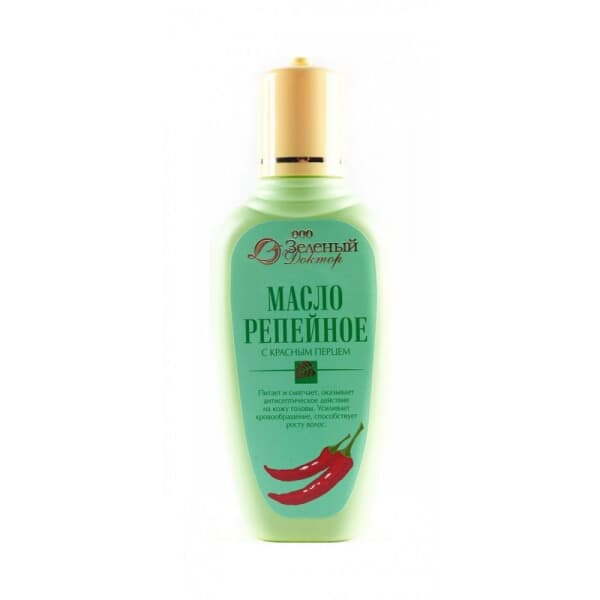 ООО
Зеленый
Доктор
МАСЛО
РЕПЕЙНОЕ
С КРАСНЫМ ПЕРЦЕМ
Питает и смягчает, оказывает
антисептическое действие
на кожу головы. Усиливает
кровообращение, способствует
росту волос.